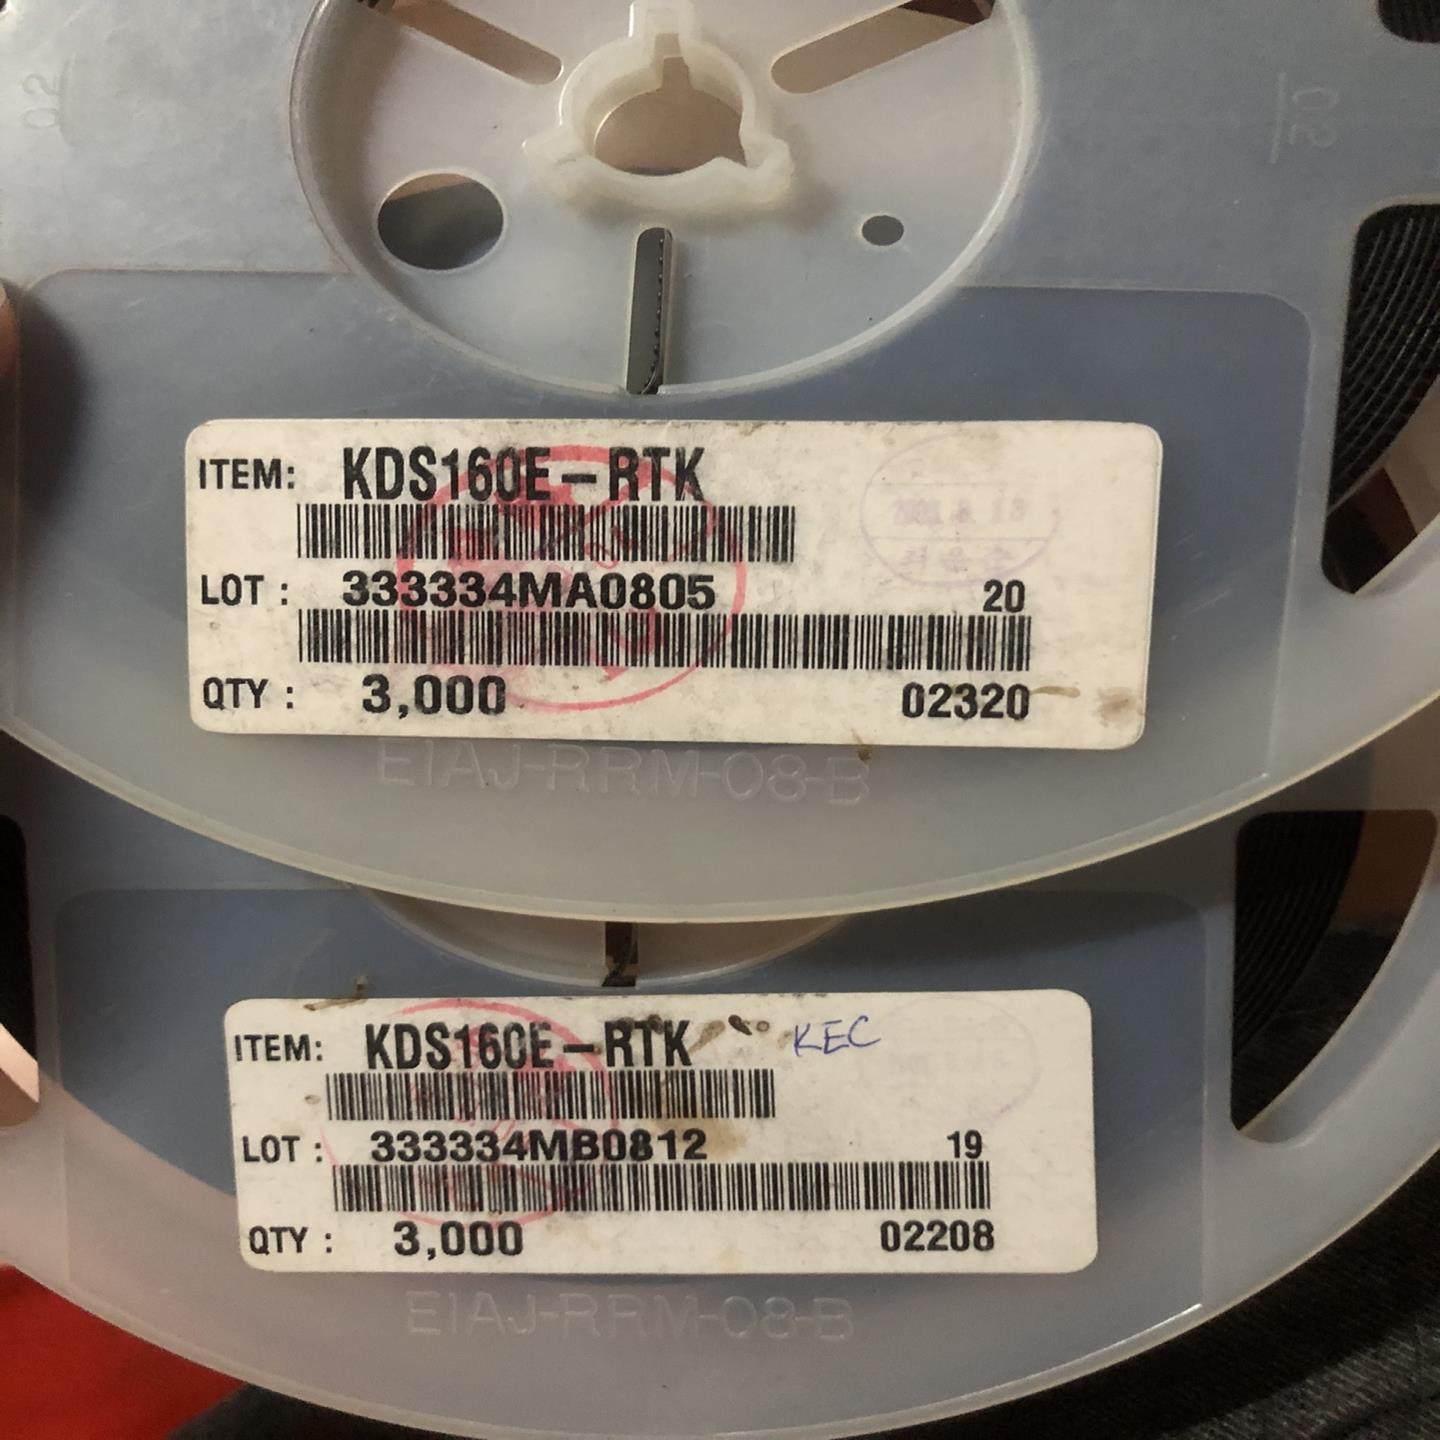 02
02
ITEM: KDS160E-RTK
LOT : 333334MA0805 20
QTY : 3,000 02320
EIAJ-RRM-08-B
ITEM: KDS160E-RTK KEC
LOT : 333334MB0812 19
QTY : 3,000 02208
EIAJ-RRM-08-B